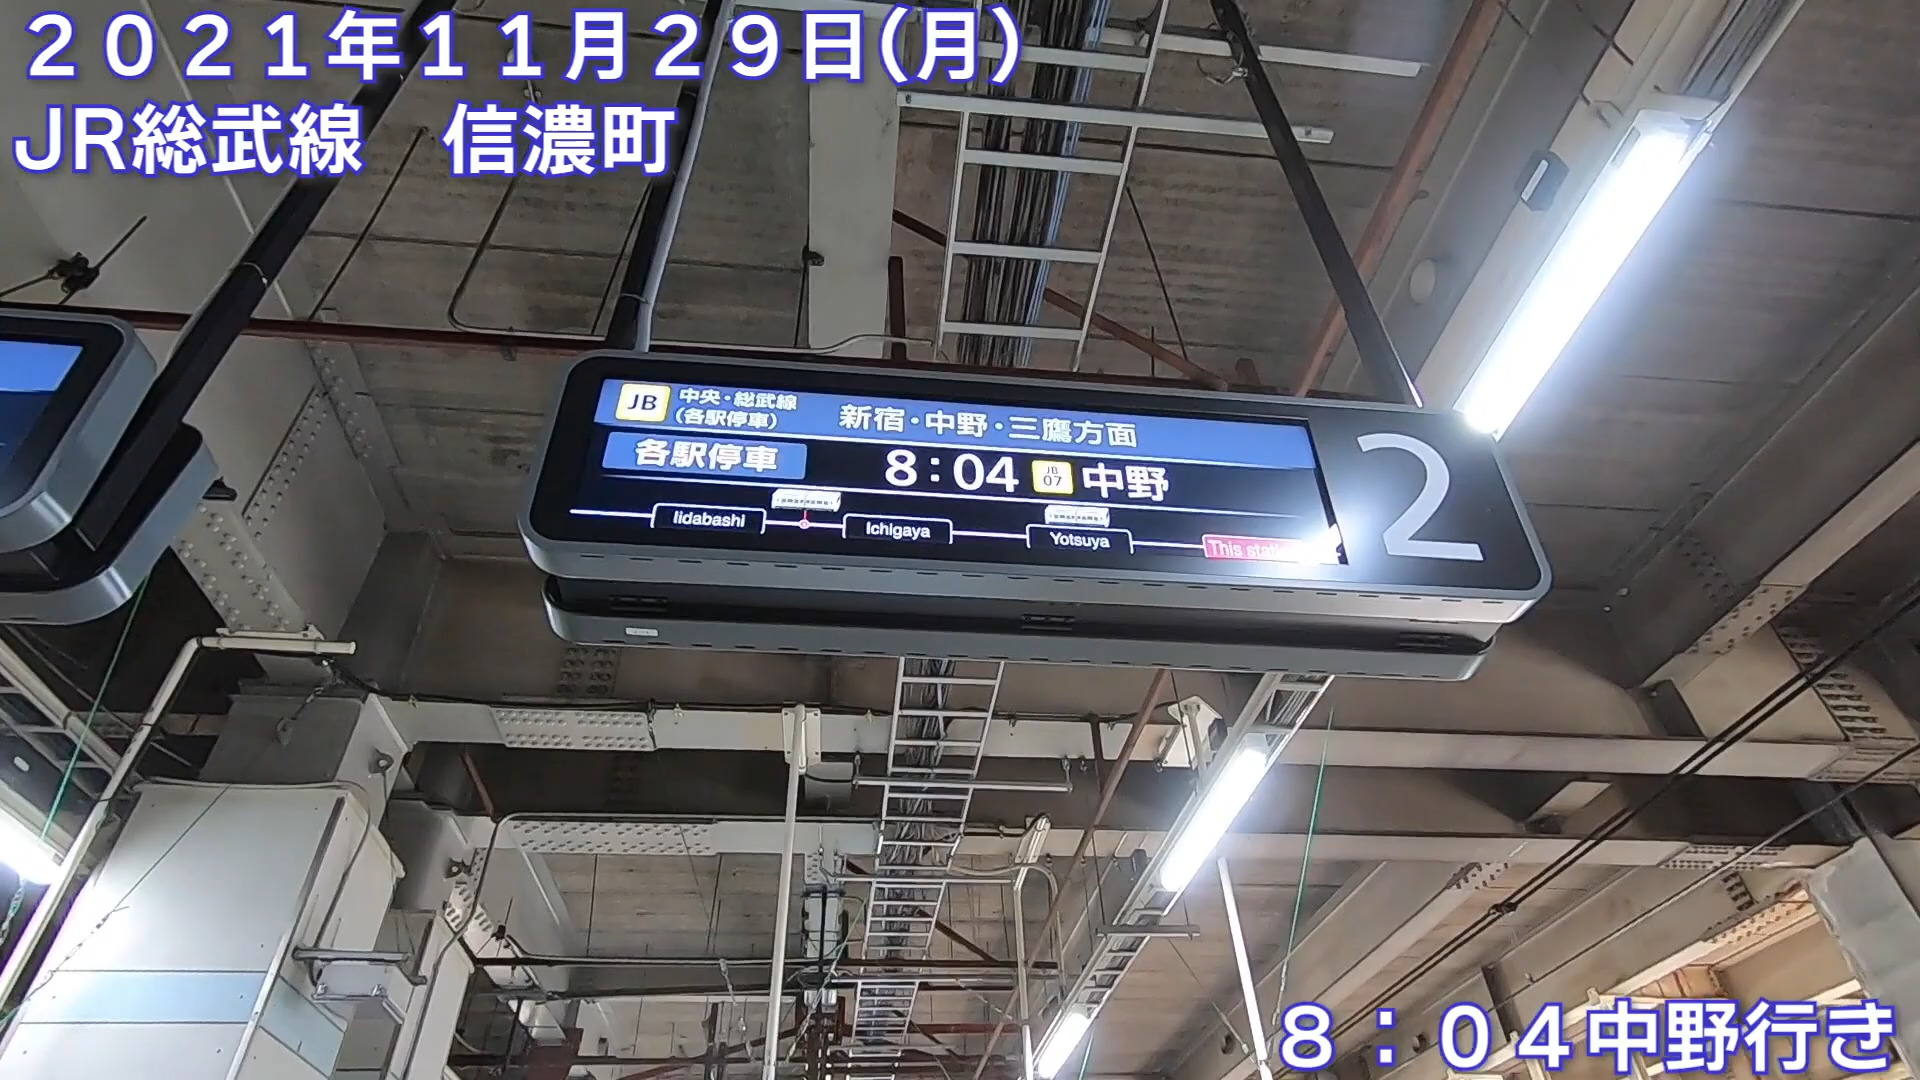 2021年11月29日(月)
JR総武線　信濃町
JB 中央・総武線 (各駅停車) 新宿・中野・三鷹方面
各駅停車 8:04 JB 07 中野
Iidabashi Ichigaya Yotsuya This
2
8：04中野行き